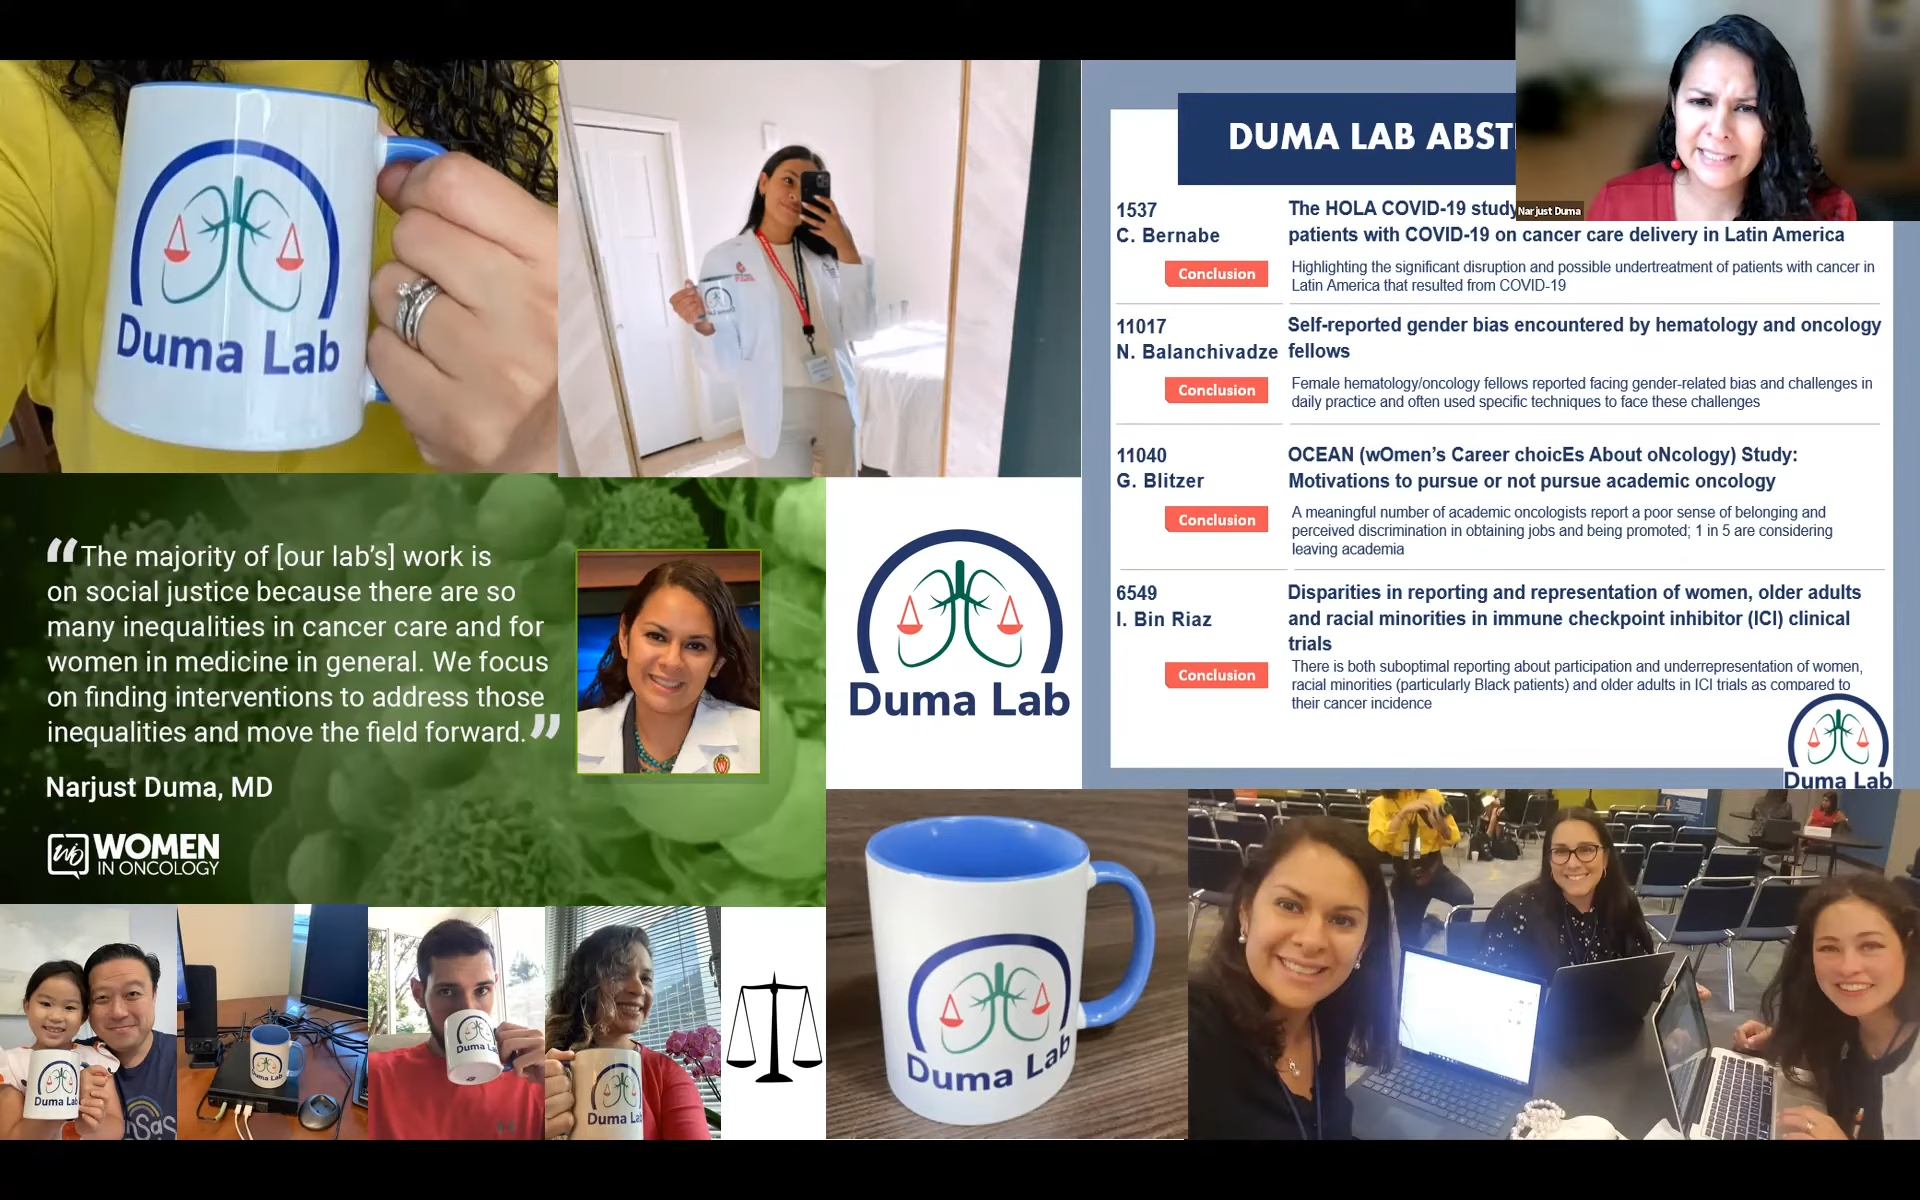 Duma Lab
DUMA LAB
Narjust Duma
1537
C. Bernabe
The HOLA COVID-19 study
patients with COVID-19 on cancer care delivery in Latin America
Conclusion
Highlighting the significant disruption and possible undertreatment of patients with cancer in
Latin America that resulted from COVID-19
11017
N. Balanchivadze
Self-reported gender bias encountered by hematology and oncology
fellows
Conclusion
Female hematology/oncology fellows reported facing gender-related bias and challenges in
daily practice and often used specific techniques to face these challenges
11040
G. Blitzer
OCEAN (wOmen's Career choicEs About oNcology) Study:
Motivations to pursue or not pursue academic oncology
Conclusion
A meaningful number of academic oncologists report a poor sense of belonging and
perceived discrimination in obtaining jobs and being promoted; 1 in 5 are considering
leaving academia
6549
I. Bin Riaz
Disparities in reporting and representation of women, older adults
and racial minorities in immune checkpoint inhibitor (ICI) clinical
trials
Conclusion
There is both suboptimal reporting about participation and underrepresentation of women,
racial minorities (particularly Black patients) and older adults in ICI trials as compared to
their cancer incidence
Duma Lab
“The majority of [our lab’s] work is
on social justice because there are so
many inequalities in cancer care and for
women in medicine in general. We focus
on finding interventions to address those
inequalities and move the field forward.”
Narjust Duma, MD
WOMEN
IN ONCOLOGY
Duma Lab
Duma Lab
Duma Lab
Duma Lab
Duma Lab